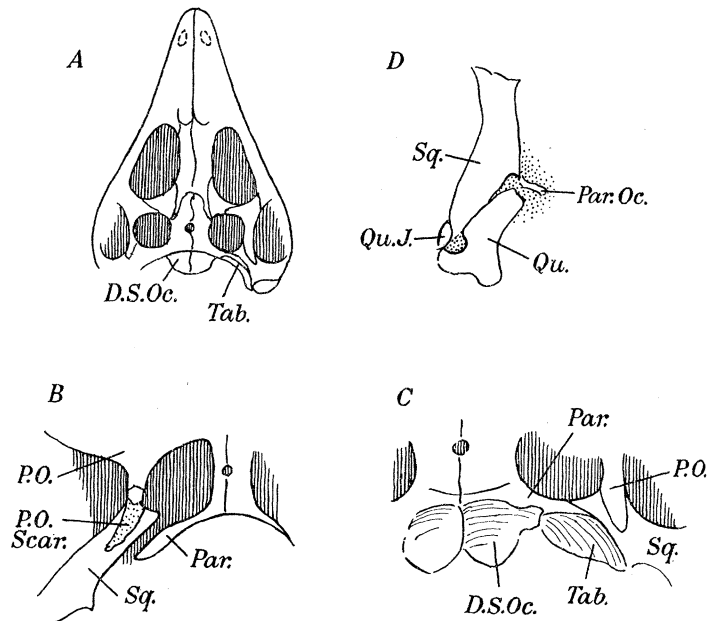 A
D.S.Oc.
Tab.
D
Sq.
Par. Oc.
Qu.J.
Qu.
B
P.O.
P.O.
Scar.
Par.
Sq.
C
Par.
P.O.
Sq.
Tab.
D.S.Oc.